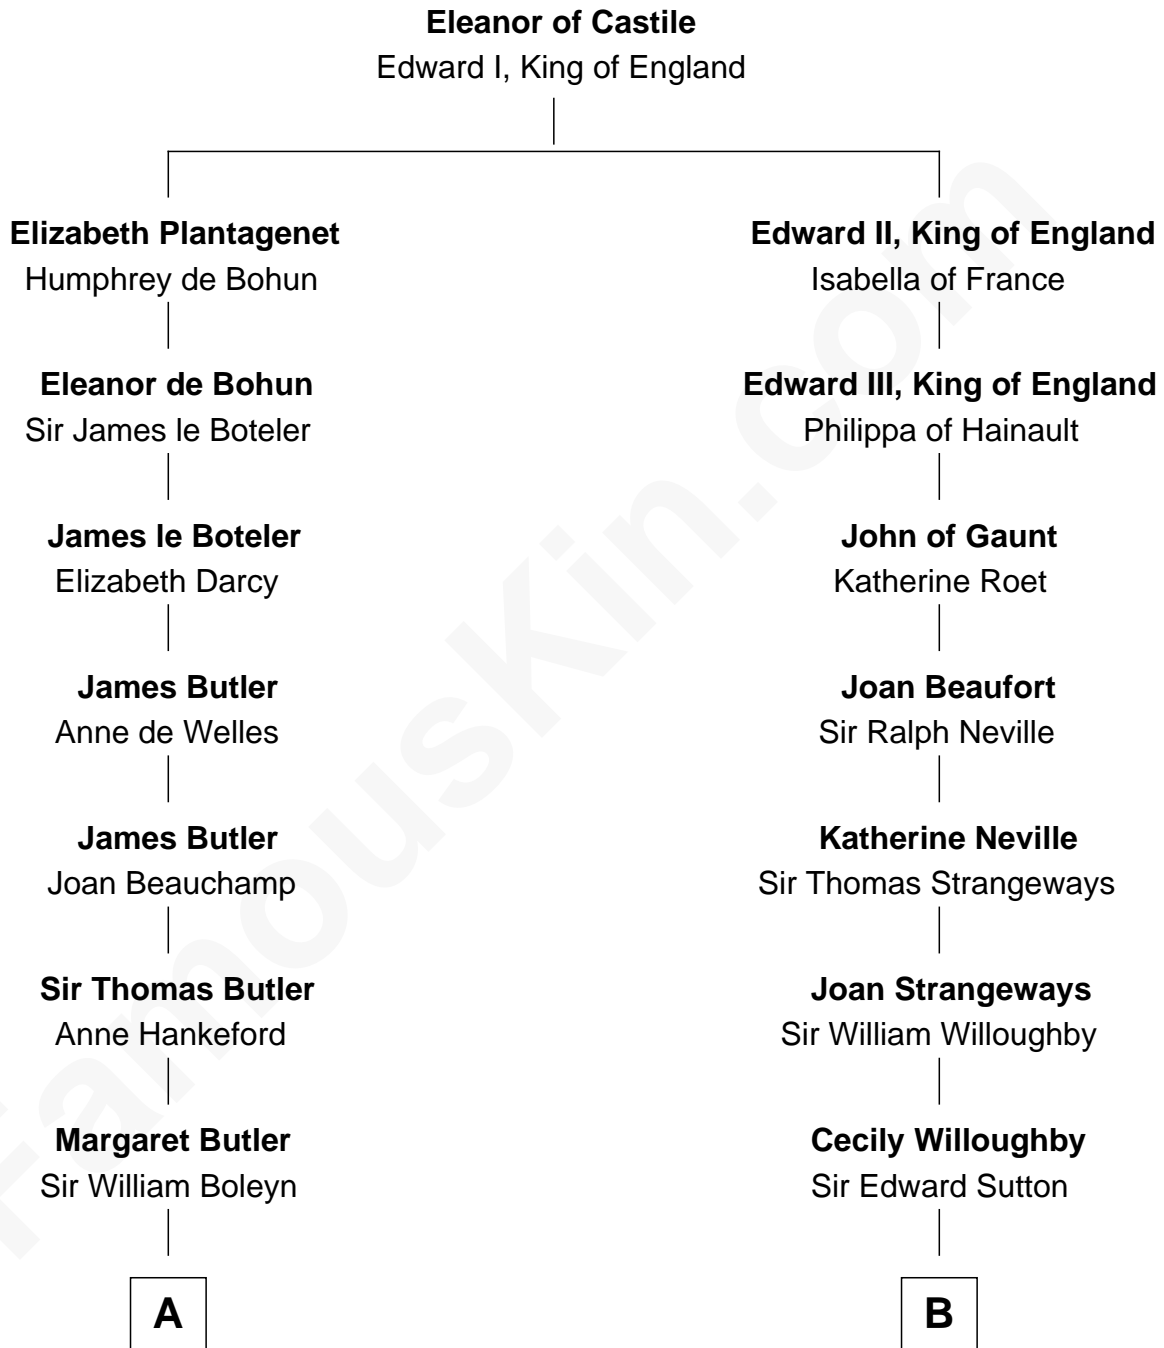 Eleanor of Castile
Edward I, King of England
Elizabeth Plantagenet
Humphrey de Bohun
Edward II, King of England
Isabella of France
Eleanor de Bohun
Sir James le Boteler
Edward III, King of England
Philippa of Hainault
James le Boteler
Elizabeth Darcy
John of Gaunt
Katherine Roet
James Butler
Anne de Welles
Joan Beaufort
Sir Ralph Neville
James Butler
Joan Beauchamp
Katherine Neville
Sir Thomas Strangeways
Sir Thomas Butler
Anne Hankeford
Joan Strangeways
Sir William Willoughby
Margaret Butler
Sir William Boleyn
Cecily Willoughby
Sir Edward Sutton
A
B
FamousKin.com